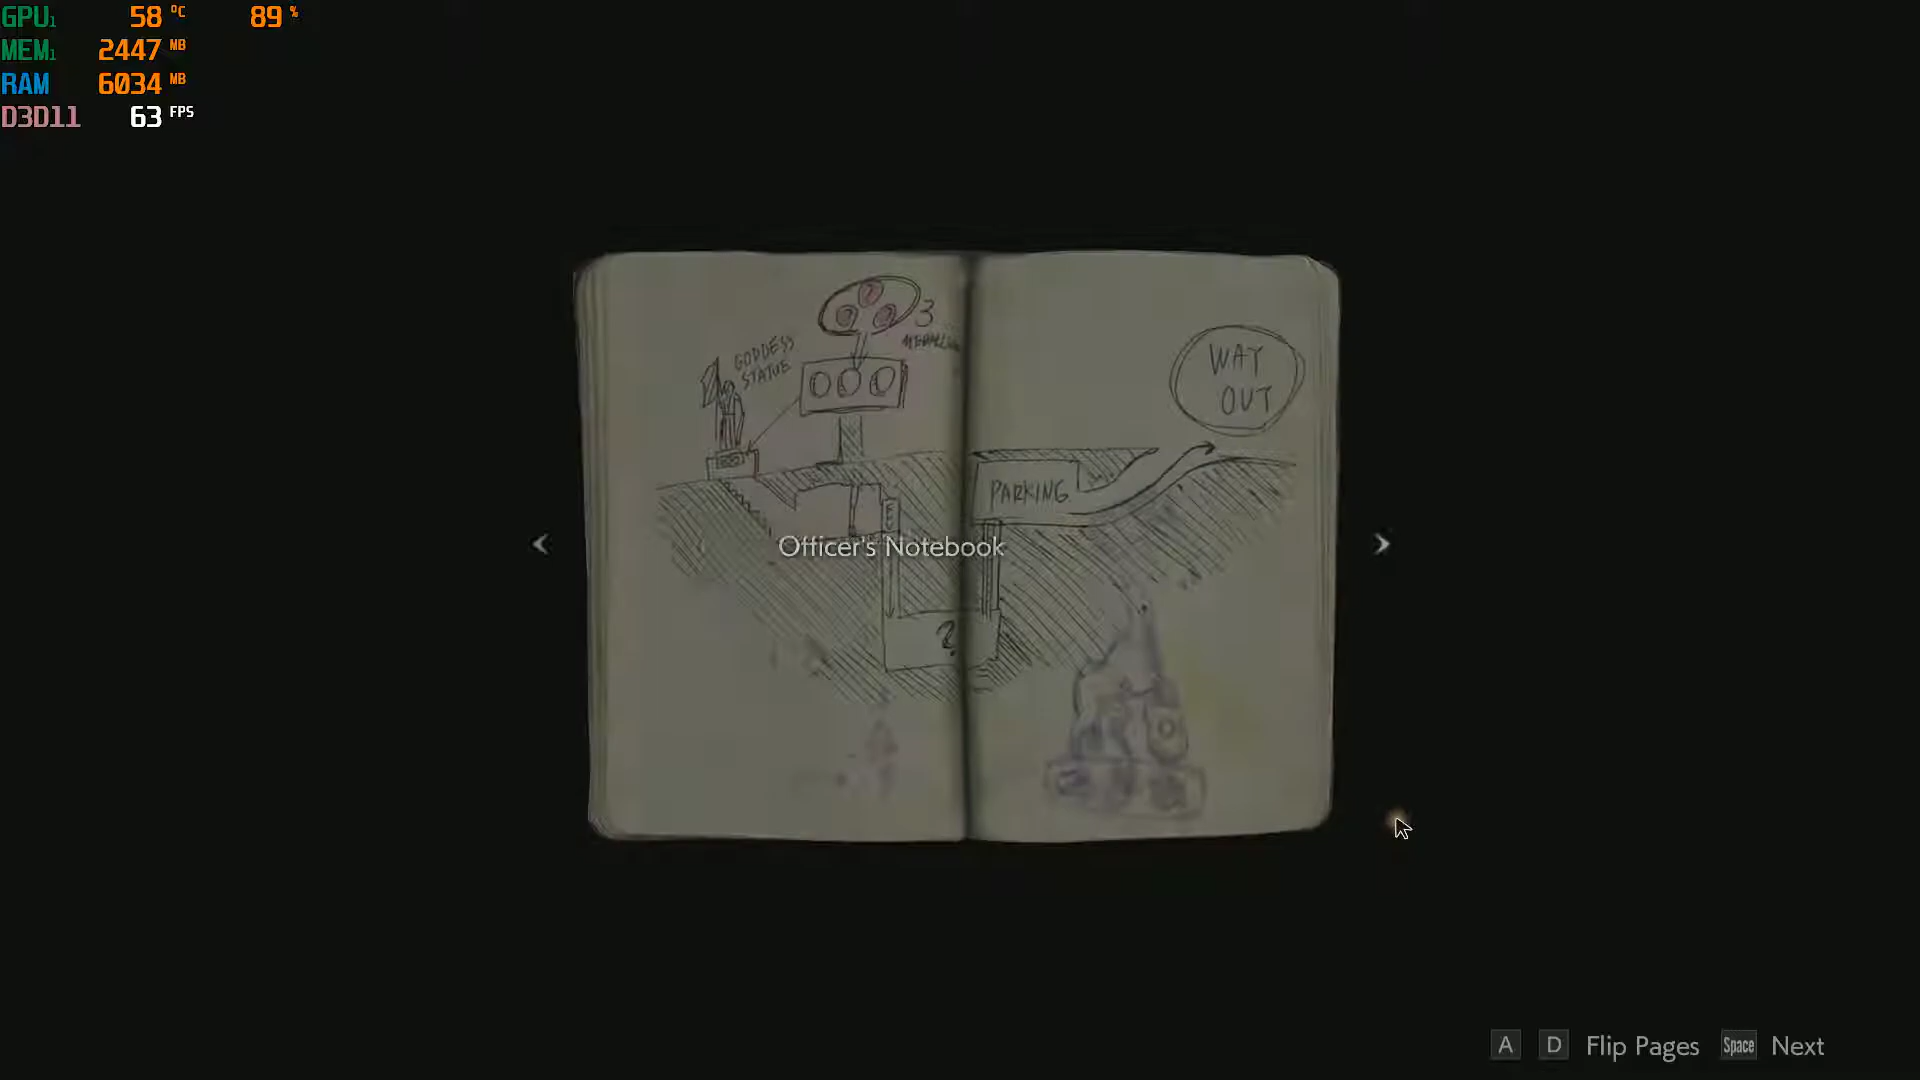 GPU1 58 °C 89 %
MEM1 2447 MB
RAM 6034 MB
D3D11 63 FPS
3
GODDESS
STATUE
WAY
OUT
PARKING
Officer's Notebook
?
A D Flip Pages Space Next